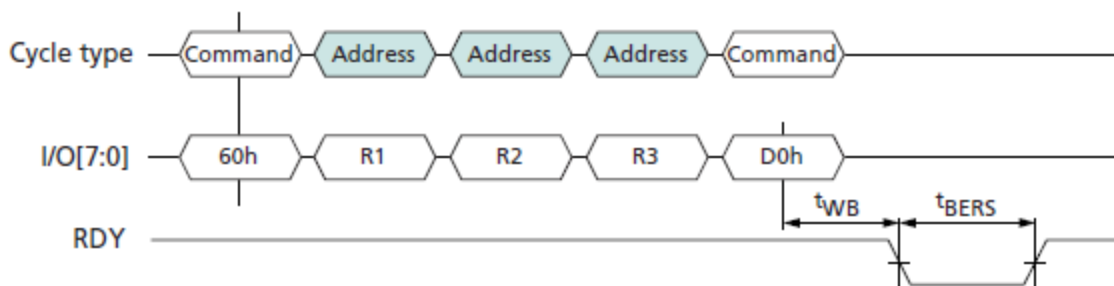 Cycle type Command Address Address Address Command
I/O[7:0] 60h R1 R2 R3 D0h
tWB tBERS
RDY